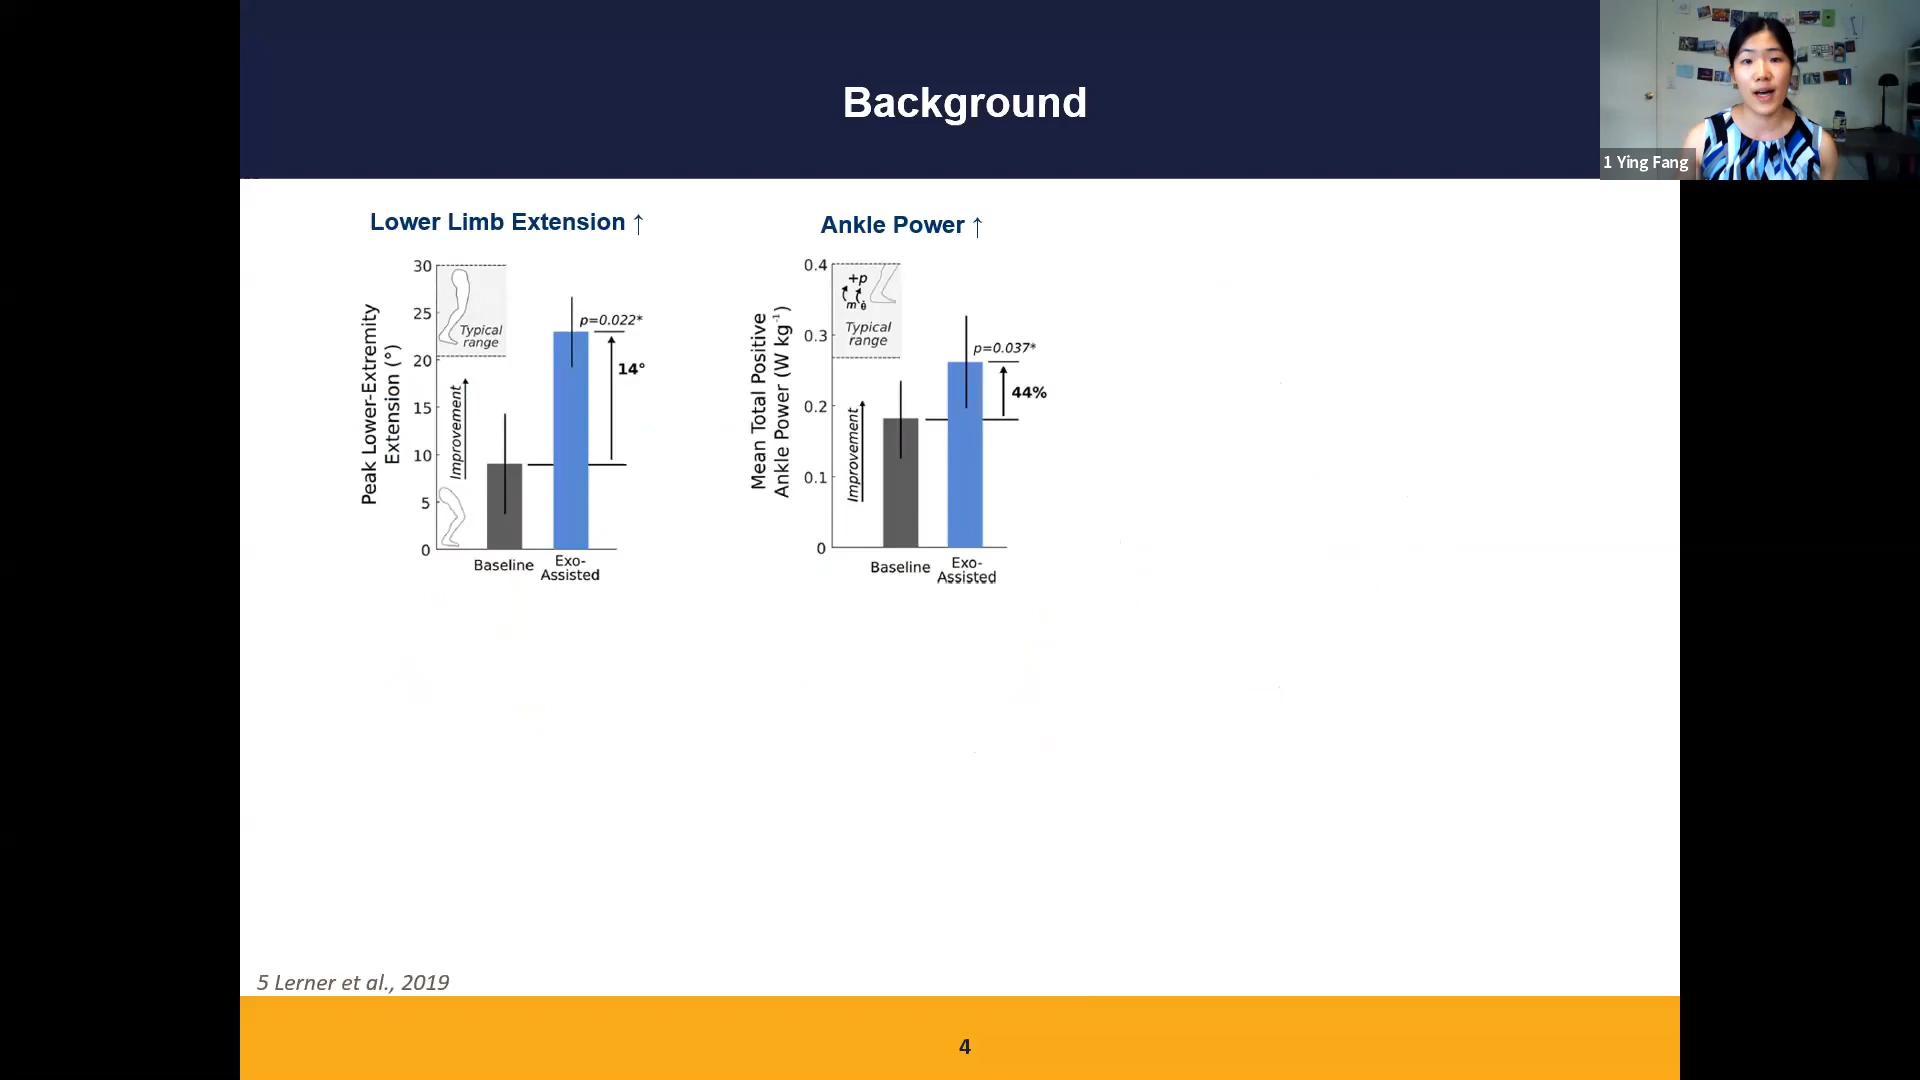 Background
1 Ying Fang
Lower Limb Extension ↑
Peak Lower-Extremity
Extension (°)
30
25
20
15
10
5
0
Typical
range
Improvement
p=0.022*
14°
Baseline
Exo-
Assisted
Ankle Power ↑
Mean Total Positive
Ankle Power (W kg⁻¹)
0.4
0.3
0.2
0.1
0
+p
m θ̇
Typical
range
Improvement
p=0.037*
44%
Baseline
Exo-
Assisted
5 Lerner et al., 2019
4